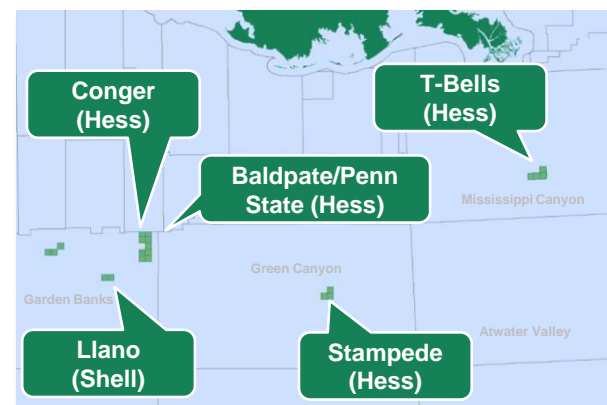 Conger
(Hess)
T-Bells
(Hess)
Baldpate/Penn
State (Hess)
Mississippi Canyon
Green Canyon
Garden Banks
Llano
(Shell)
Stampede
(Hess)
Atwater Valley